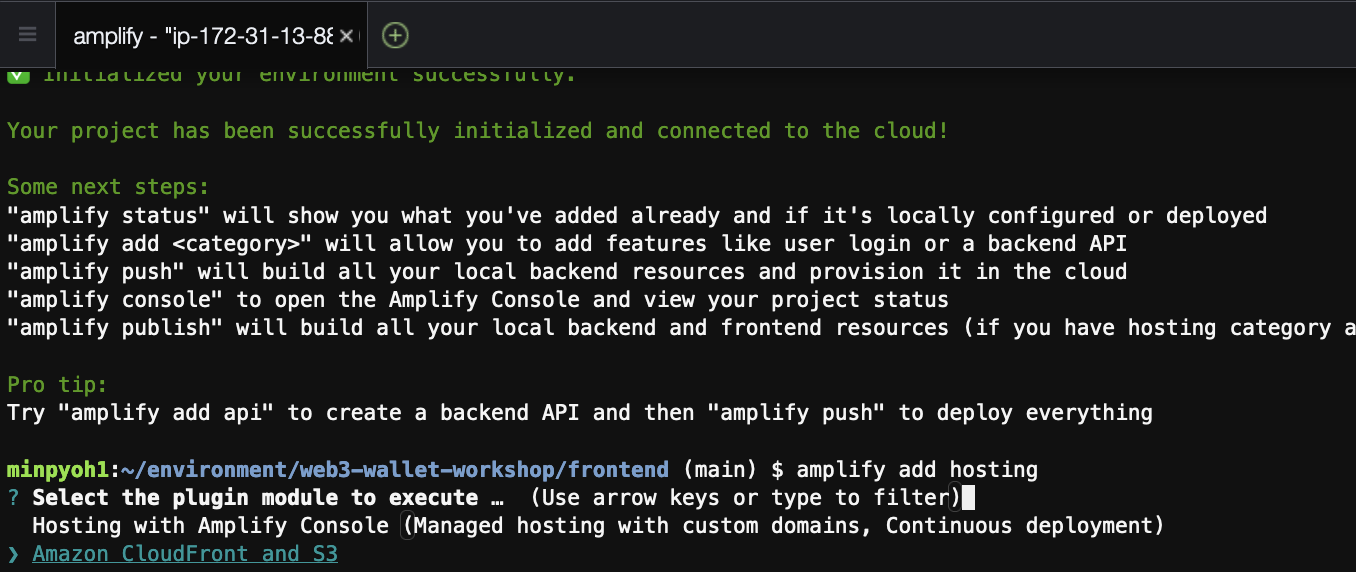 amplify - "ip-172-31-13-88
initialized your environment successfully.
Your project has been successfully initialized and connected to the cloud!
Some next steps:
"amplify status" will show you what you've added already and if it's locally configured or deployed
"amplify add <category>" will allow you to add features like user login or a backend API
"amplify push" will build all your local backend resources and provision it in the cloud
"amplify console" to open the Amplify Console and view your project status
"amplify publish" will build all your local backend and frontend resources (if you have hosting category a
Pro tip:
Try "amplify add api" to create a backend API and then "amplify push" to deploy everything
minpyoh1:~/environment/web3-wallet-workshop/frontend (main) $ amplify add hosting
? Select the plugin module to execute … (Use arrow keys or type to filter)
Hosting with Amplify Console (Managed hosting with custom domains, Continuous deployment)
❯ Amazon CloudFront and S3